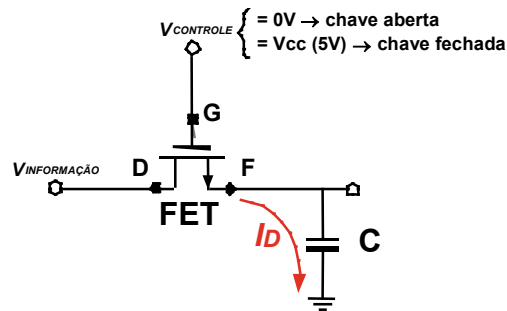 VCONTROLE
= 0V → chave aberta
= Vcc (5V) → chave fechada
G
VINFORMAÇÃO
D
F
FET
ID
C